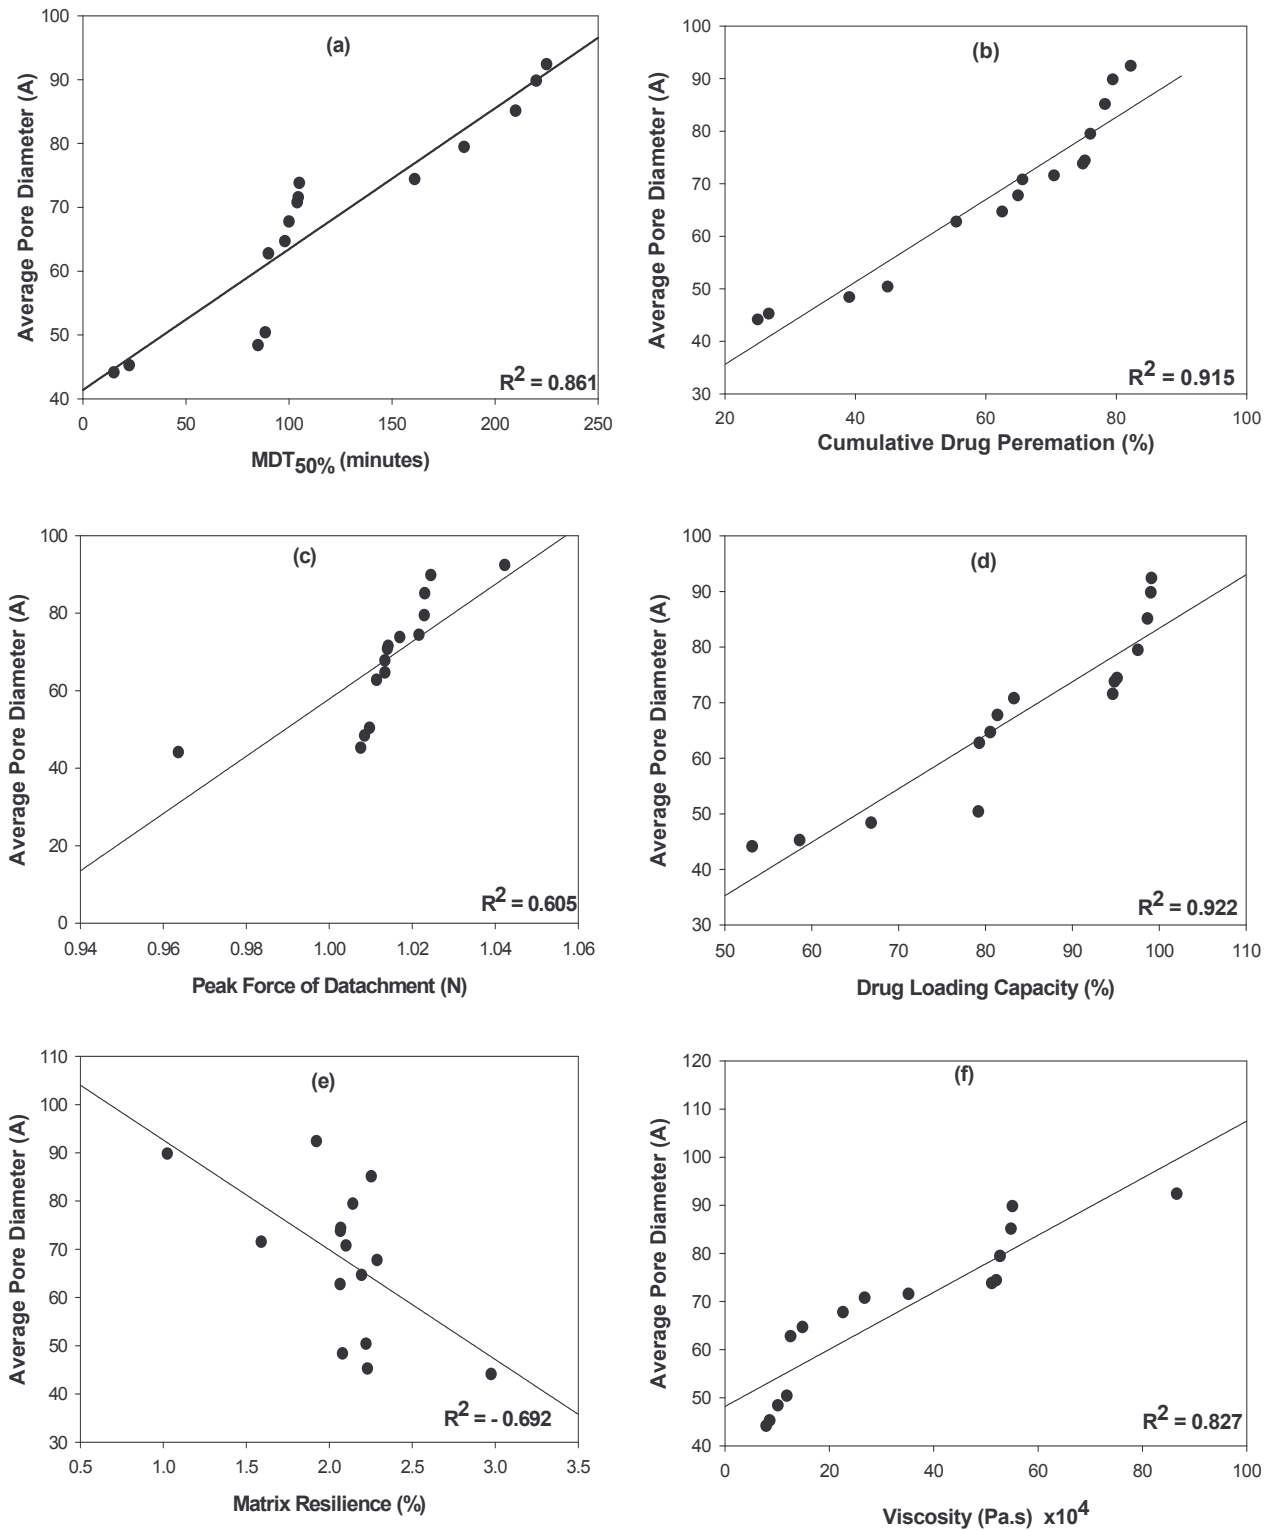 (a)
Average Pore Diameter (A)
100
90
80
70
60
50
40
0 50 100 150 200 250
MDT50% (minutes)
R2 = 0.861
(b)
Average Pore Diameter (A)
100
90
80
70
60
50
40
30
20 40 60 80 100
Cumulative Drug Peremation (%)
R2 = 0.915
(c)
Average Pore Diameter (A)
100
80
60
40
20
0
0.94 0.96 0.98 1.00 1.02 1.04 1.06
Peak Force of Datachment (N)
R2 = 0.605
(d)
Average Pore Diameter (A)
100
90
80
70
60
50
40
30
50 60 70 80 90 100 110
Drug Loading Capacity (%)
R2 = 0.922
(e)
Average Pore Diameter (A)
110
100
90
80
70
60
50
40
30
0.5 1.0 1.5 2.0 2.5 3.0 3.5
Matrix Resilience (%)
R2 = - 0.692
(f)
Average Pore Diameter (A)
120
110
100
90
80
70
60
50
40
0 20 40 60 80 100
Viscosity (Pa.s) x104
R2 = 0.827